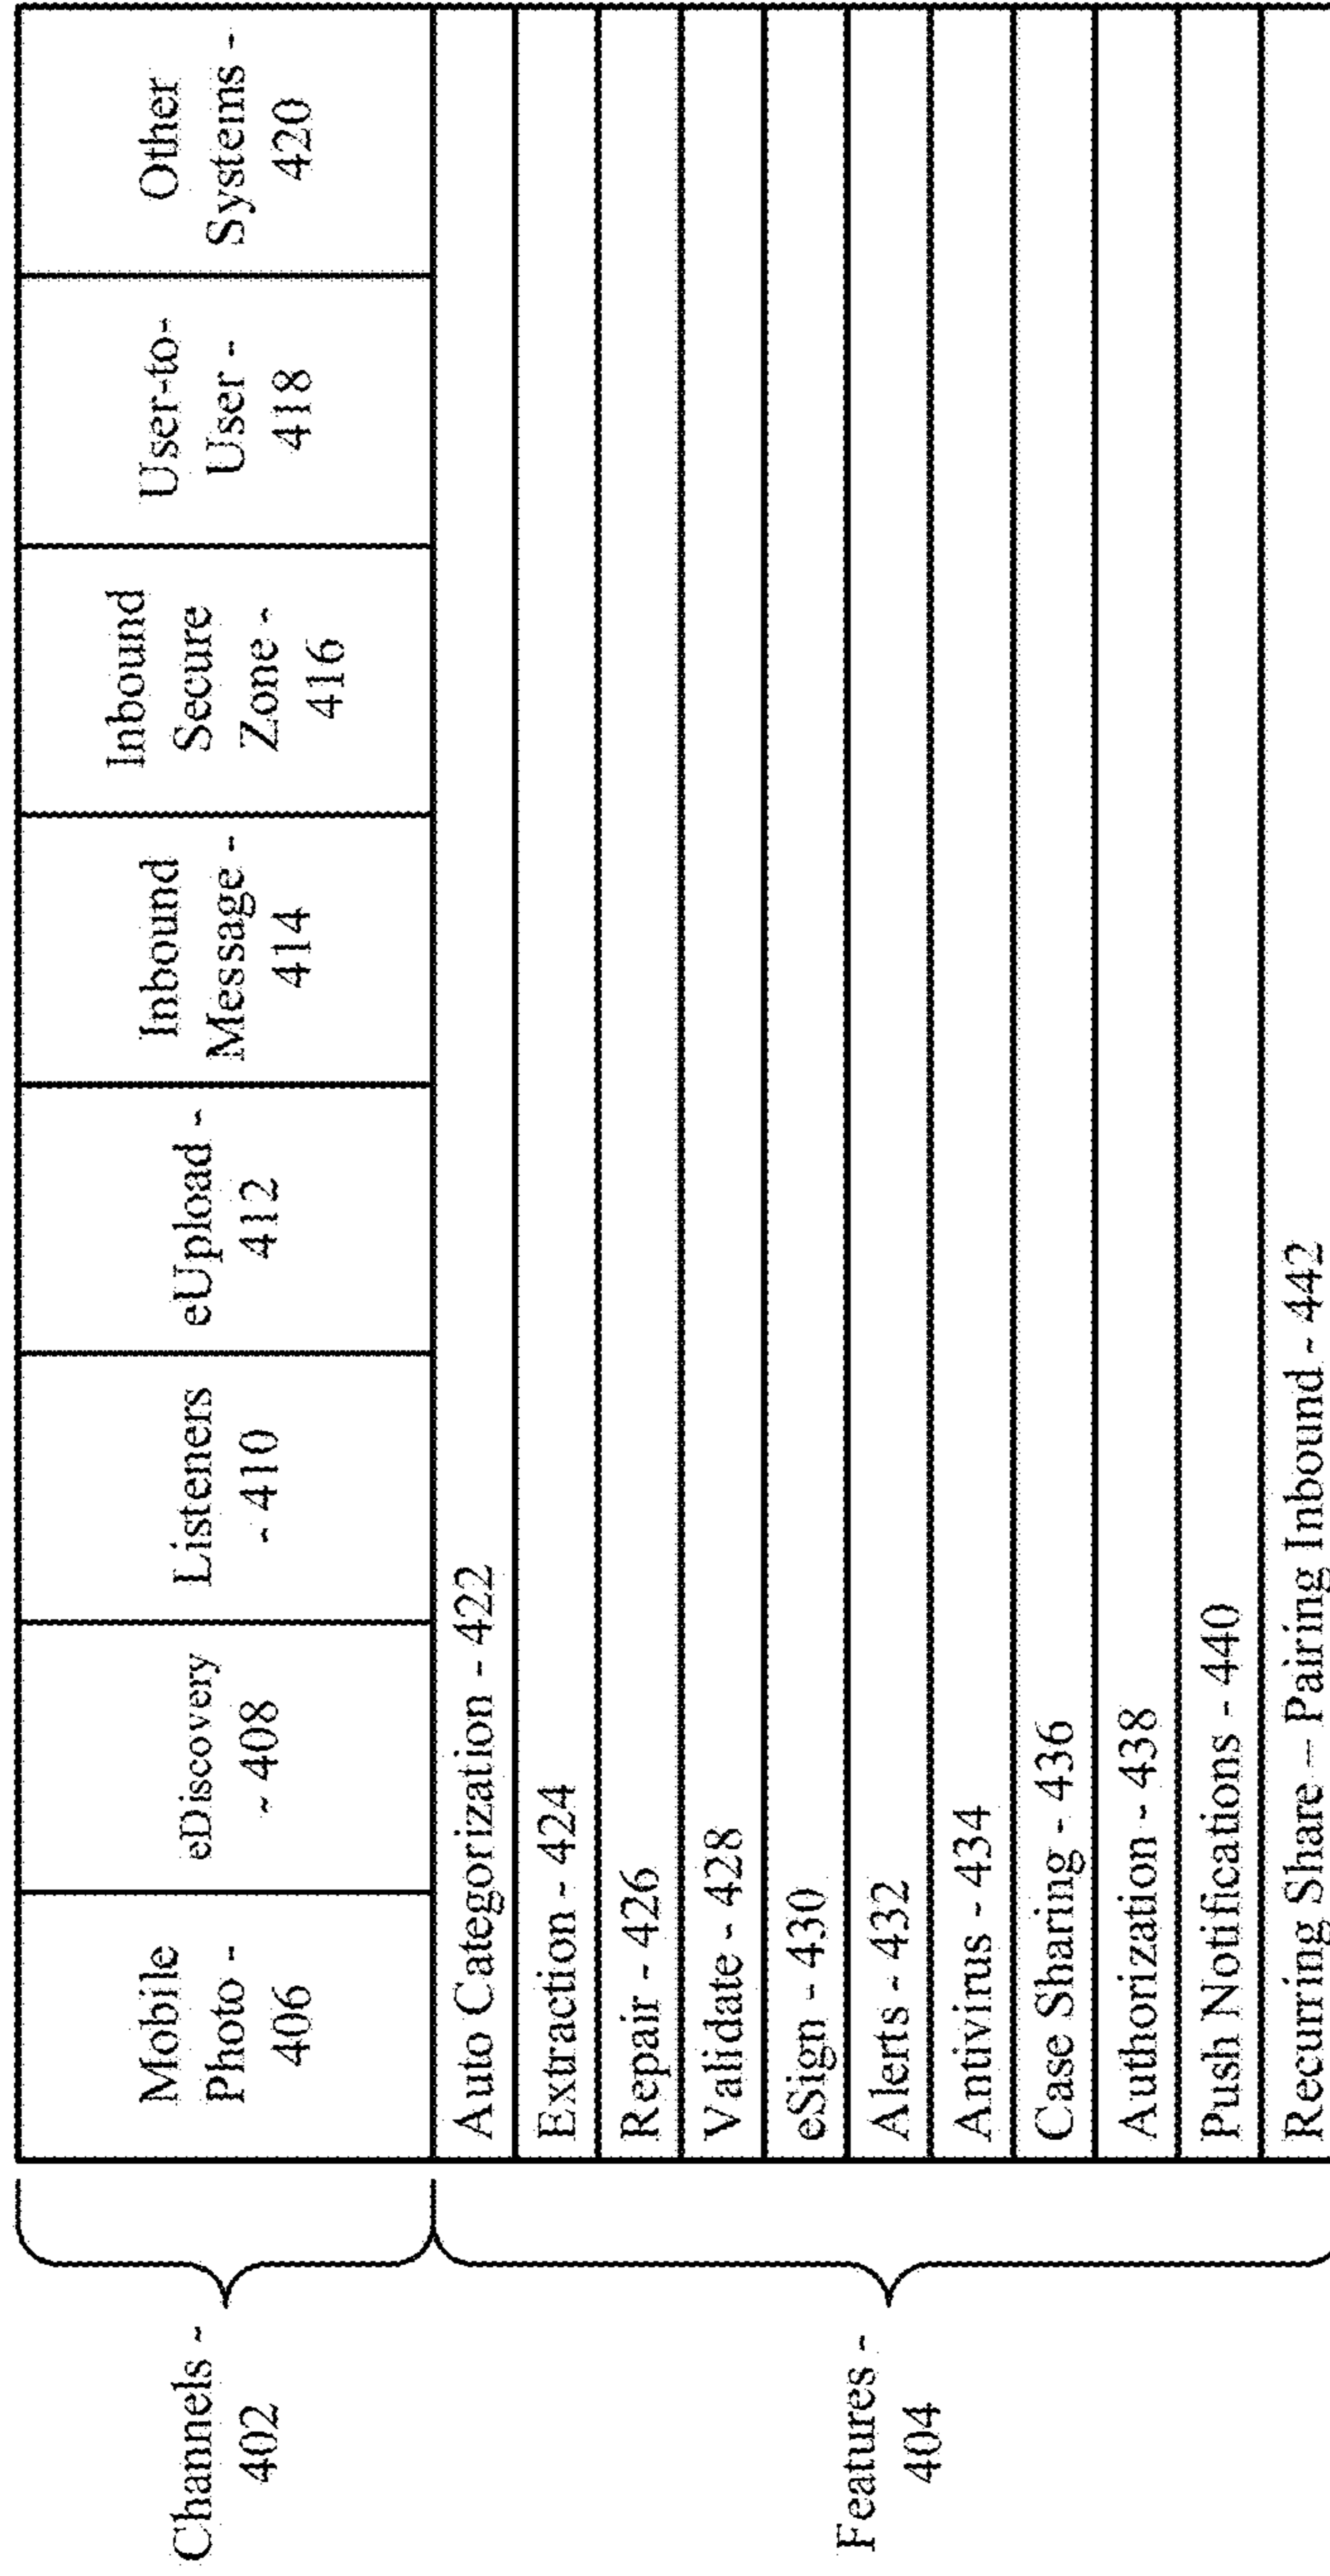 Channels -
402
Mobile
Photo -
406
eDiscovery
- 408
Listeners
- 410
eUpload -
412
Inbound
Message -
414
Inbound
Secure
Zone -
416
User-to-
User -
418
Other
Systems -
420
Features -
404
Auto Categorization - 422
Extraction - 424
Repair - 426
Validate - 428
eSign - 430
Alerts - 432
Antivirus - 434
Case Sharing - 436
Authorization - 438
Push Notifications - 440
Recurring Share – Pairing Inbound - 442